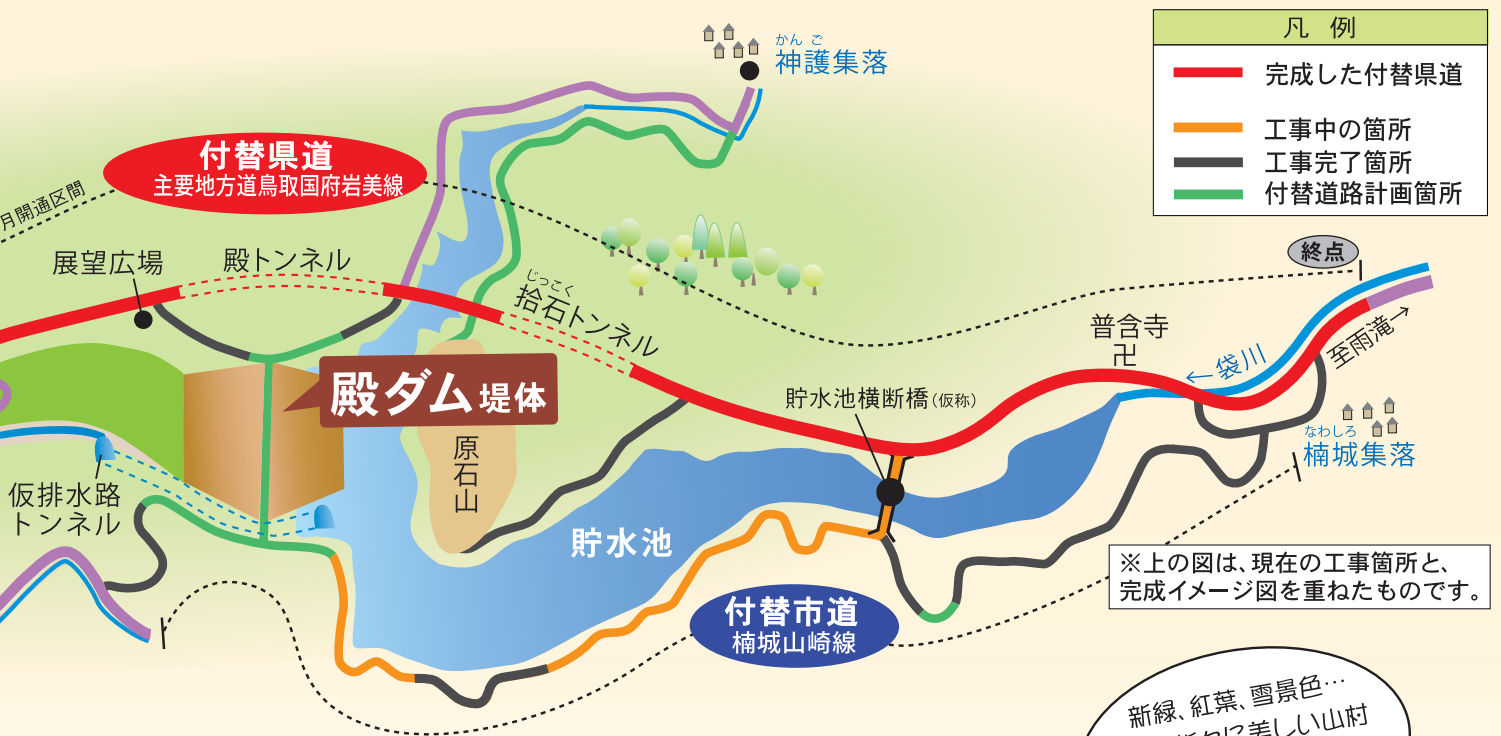 凡 例
完成した付替県道
工事中の箇所
工事完了箇所
付替道路計画箇所
かん ご
神護集落
付替県道
主要地方道鳥取国府岩美線
月開通区間
展望広場
殿トンネル
じっこく
拾石トンネル
終点
普含寺
卍
←袋川
至雨滝→
殿ダム堤体
貯水池横断橋(仮称)
なわしろ
楠城集落
原石山
仮排水路
トンネル
貯水池
付替市道
楠城山崎線
※上の図は、現在の工事箇所と、
完成イメージ図を重ねたものです。
新緑、紅葉、雪景色…
に美しい山村